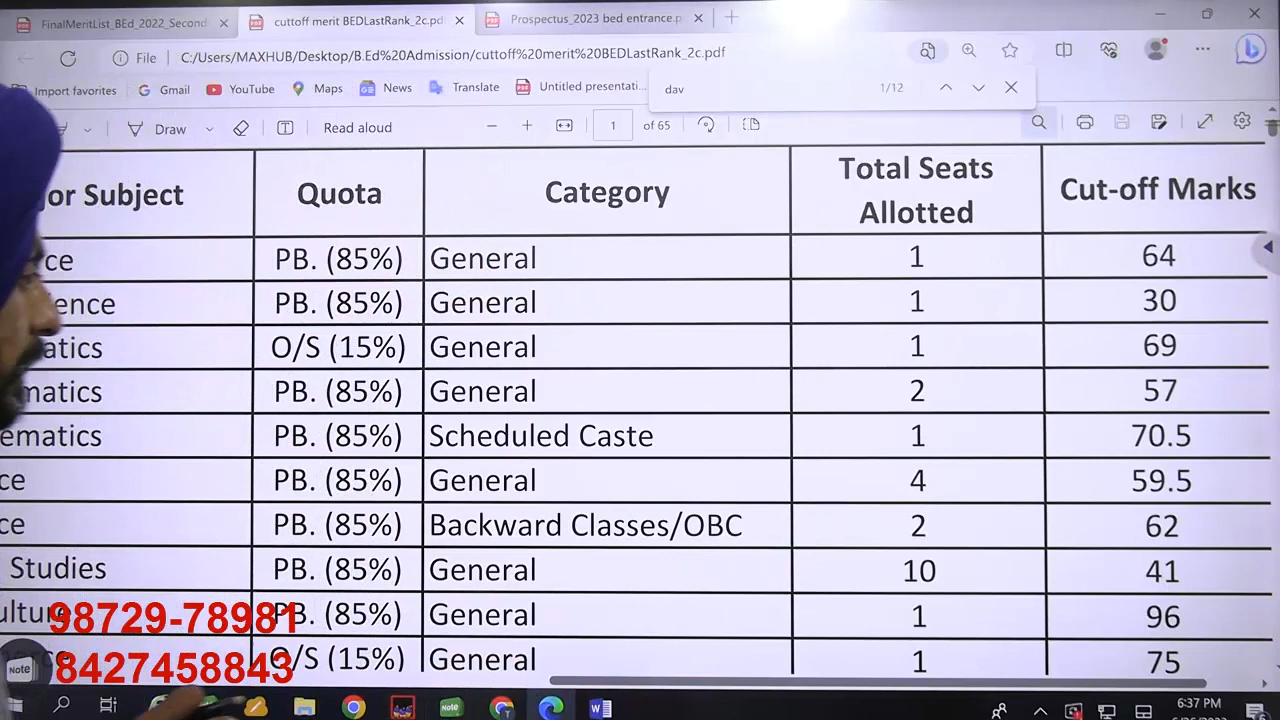 FinalMeritList_BEd_2022_Second
cuttoff merit BEDLastRank_2c.pd
Prospectus_2023 bed entrance.p
File
C:/Users/MAXHUB/Desktop/B.Ed%20Admission/cuttoff%20merit%20BEDLastRank_2c.pdf
Import favorites
Gmail
YouTube
Maps
News
Translate
Untitled presentati...
dav
1/12
Draw
Read aloud
1
of 65
or Subject Quota Category Total Seats Allotted Cut-off Marks
ce PB. (85%) General 1 64
ence PB. (85%) General 1 30
atics O/S (15%) General 1 69
matics PB. (85%) General 2 57
ematics PB. (85%) Scheduled Caste 1 70.5
ce PB. (85%) General 4 59.5
ce PB. (85%) Backward Classes/OBC 2 62
Studies PB. (85%) General 10 41
PB. (85%) General 1 96
O/S (15%) General 1 75
98729-78981
8427458843
Note
Note
6:37 PM